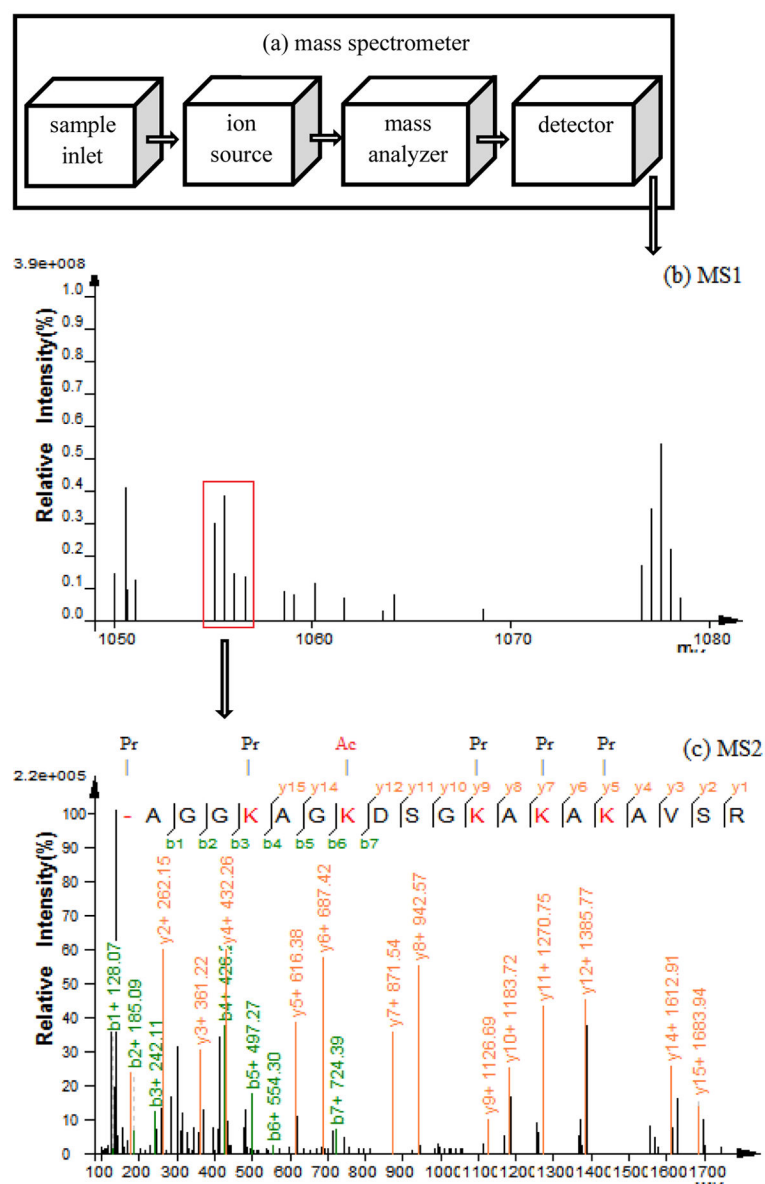 (a) mass spectrometer
sample
inlet
ion
source
mass
analyzer
detector
3.9e+008
(b) MS1
Relative Intensity(%)
1.0
0.9
0.8
0.7
0.6
0.5
0.4
0.3
0.2
0.1
0.0
1050
1060
1070
1080
Pr Pr Ac Pr Pr Pr
(c) MS2
2.2e+005
y15 y14 y12 y11 y10 y9 y8 y7 y6 y5 y4 y3 y2 y1
- A G G K A G K D S G K A K A K A V S R
b1 b2 b3 b4 b5 b6 b7
Relative Intensity(%)
100
90
80
70
60
50
40
30
20
10
0
b1+ 128.07
b2+ 185.09
b3+ 242.11
y2+ 262.15
y3+ 361.22
y4+ 432.26
b5+ 497.27
b6+ 554.30
y5+ 616.38
y6+ 687.42
b7+ 724.39
y7+ 871.54
y8+ 942.57
y9+ 1126.69
y10+ 1183.72
y11+ 1270.75
y12+ 1385.77
y14+ 1612.91
y15+ 1683.94
100 200 300 400 500 600 700 800 900 1000 1100 1200 1300 1400 1500 1600 1700